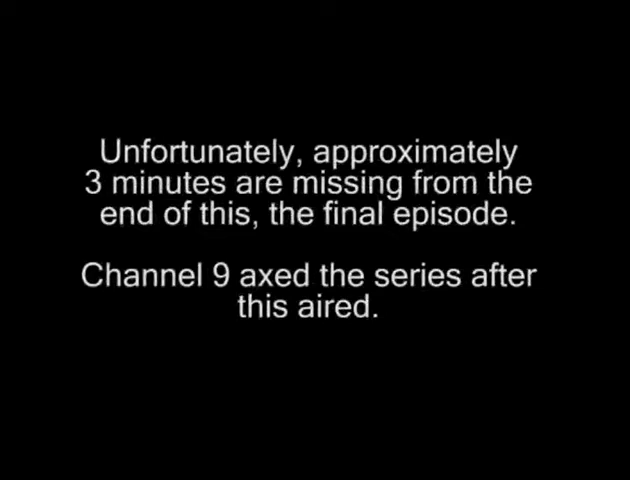 Unfortunately, approximately
3 minutes are missing from the
end of this, the final episode.
Channel 9 axed the series after
this aired.